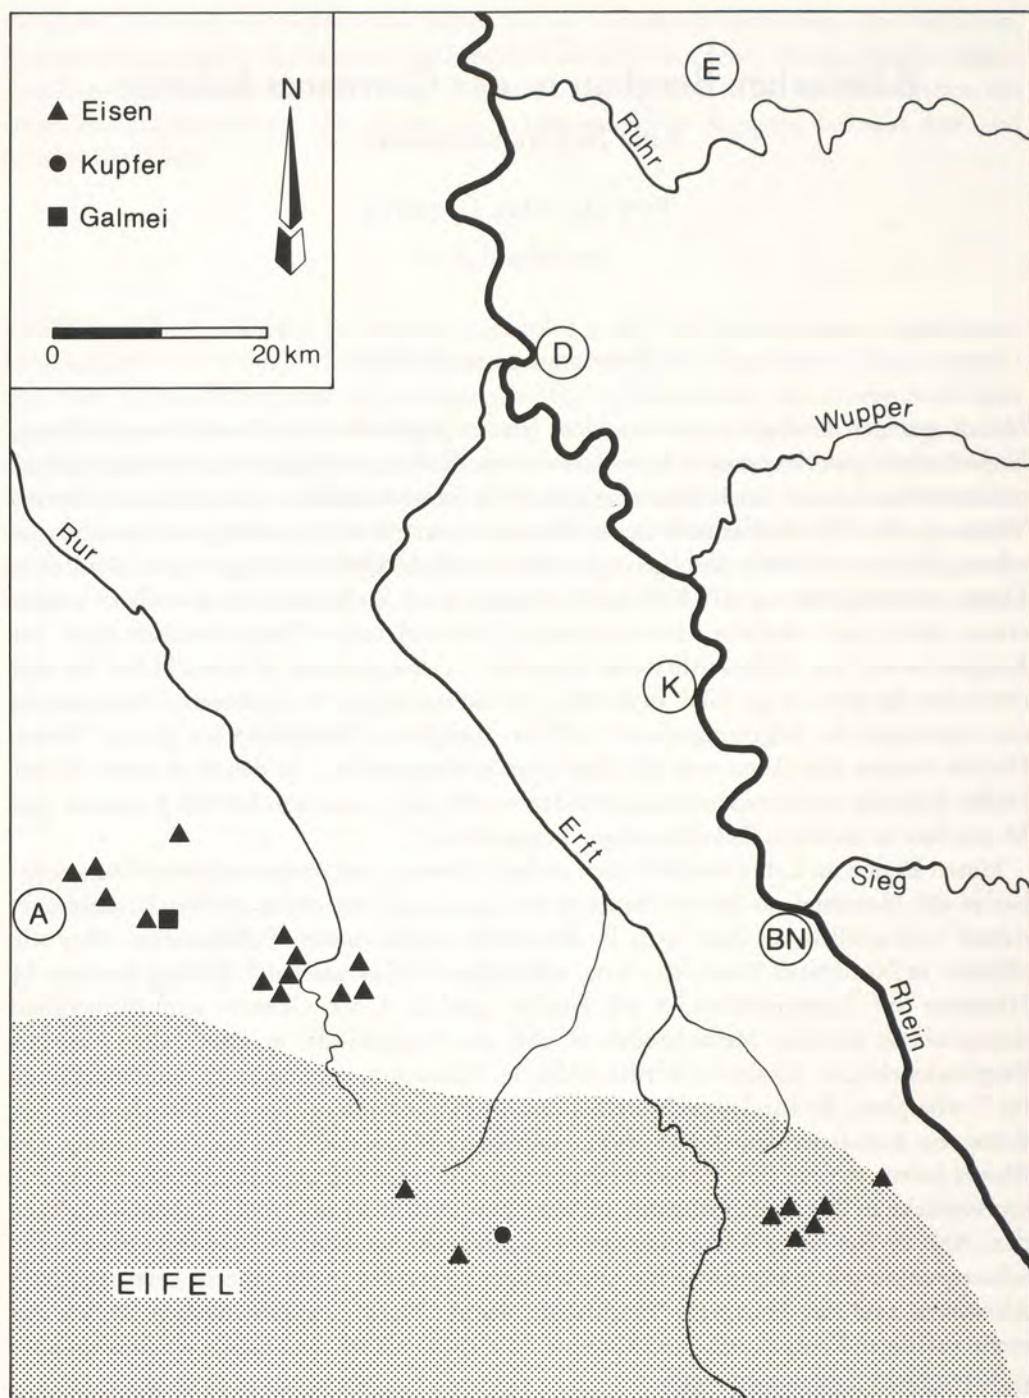 N
Eisen
Kupfer
Galmei
0 20 km
E
Ruhr
D
Wupper
Rur
K
Erft
Sieg
A
BN
Rhein
EIFEL